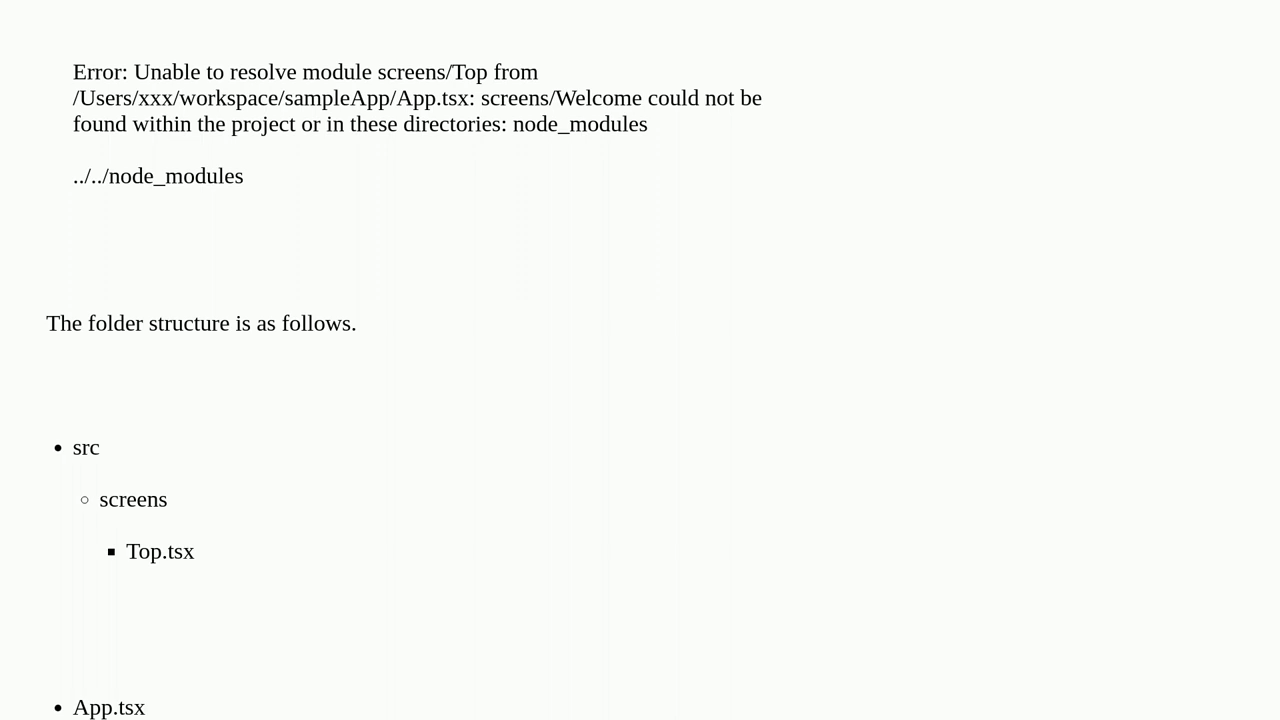 Error: Unable to resolve module screens/Top from
/Users/xxx/workspace/sampleApp/App.tsx: screens/Welcome could not be
found within the project or in these directories: node_modules
../../node_modules
The folder structure is as follows.
src
screens
Top.tsx
App.tsx